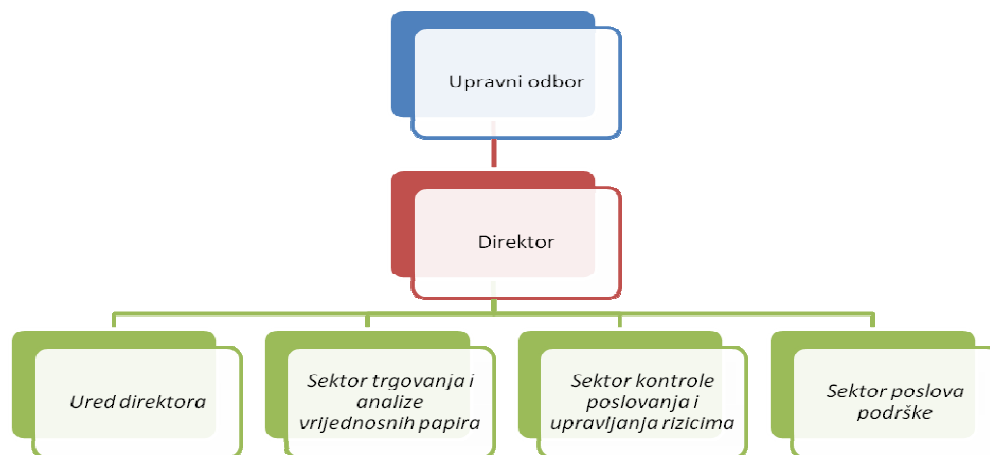 Upravni odbor
Direktor
Ured direktora
Sektor trgovanja i
analize
vrijednosnih papira
Sektor kontrole
poslovanja i
upravljanja rizicima
Sektor poslova
podrške